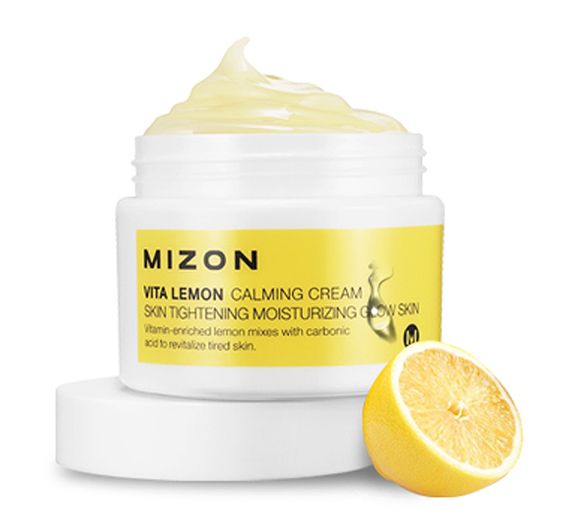 MIZON
VITA LEMON CALMING CREAM
SKIN TIGHTENING MOISTURIZING GLOW SKIN
Vitamin-enriched lemon mixes with carbonic
acid to revitalize tired skin.
M